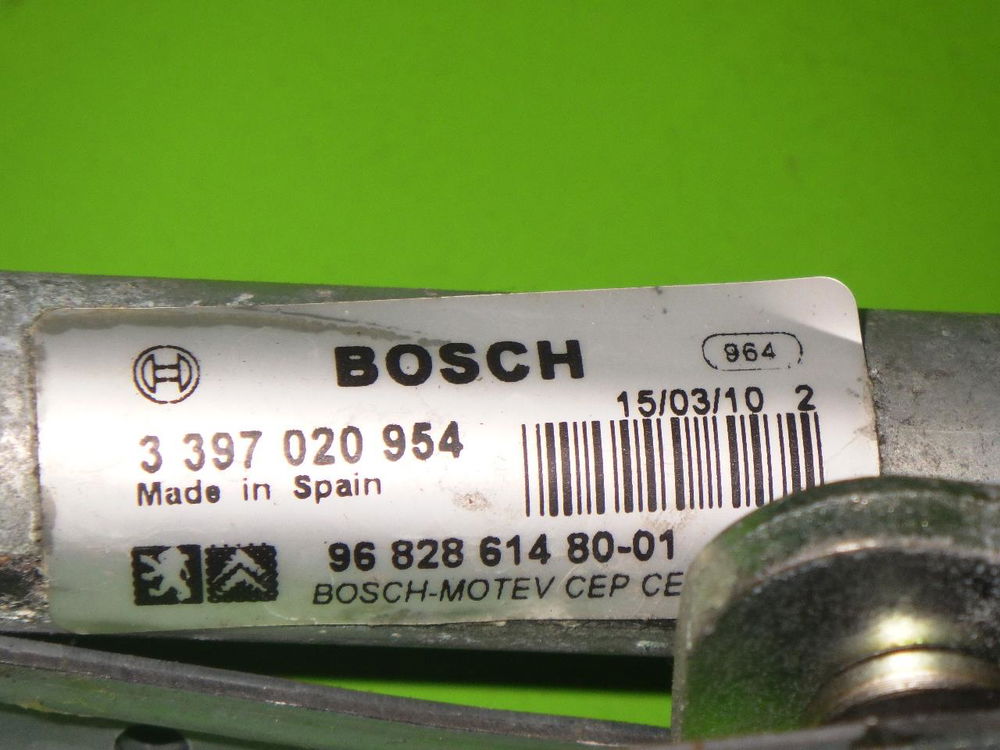 BOSCH
964
15/03/10 2
3 397 020 954
Made in Spain
96 828 614 80-01
BOSCH-MOTEV CEP CE